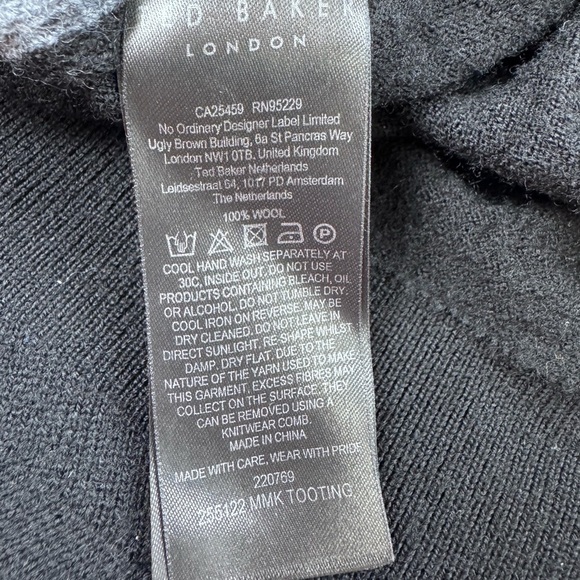 ED BAKER
LONDON
CA25459 RN95229
No Ordinary Designer Label Limited
Ugly Brown Building, 6a St Pancras Way
London NW1 0TB, United Kingdom
Ted Baker Netherlands
Leidsestraat 64, 1017 PD Amsterdam
The Netherlands
100% WOOL
COOL HAND WASH SEPARATELY AT
30C, INSIDE OUT. DO NOT USE
PRODUCTS CONTAINING BLEACH, OIL
OR ALCOHOL. DO NOT TUMBLE DRY.
COOL IRON ON REVERSE. MAY BE
DRY CLEANED. DO NOT LEAVE IN
DIRECT SUNLIGHT. RE-SHAPE WHILST
DAMP. DRY FLAT. DUE TO THE
NATURE OF THE YARN USED TO MAKE
THIS GARMENT, EXCESS FIBRES MAY
COLLECT ON THE SURFACE. THEY
CAN BE REMOVED USING A
KNITWEAR COMB.
MADE IN CHINA
MADE WITH CARE, WEAR WITH PRIDE
220769
255122 MMK TOOTING